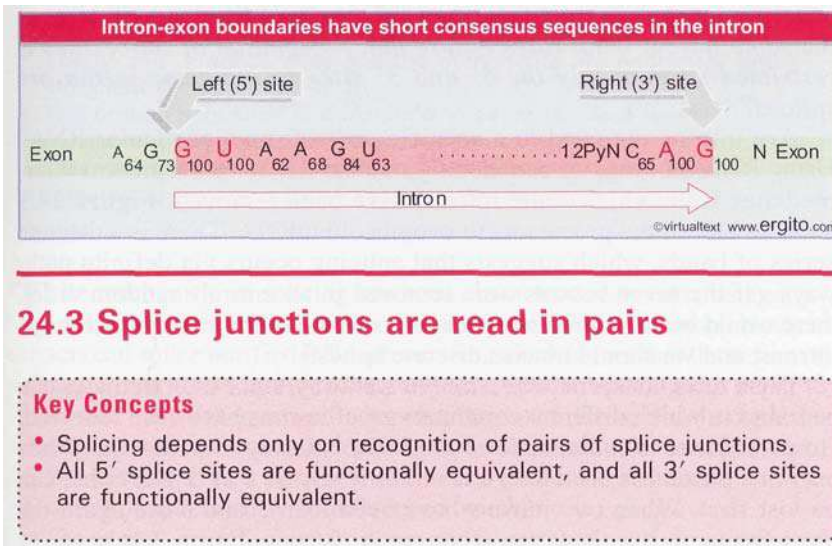 Intron-exon boundaries have short consensus sequences in the intron
Left (5') site Right (3') site
Exon A64 G73 G100 U100 A62 A68 G84 U63 .......... 12PyN C65 A100 G100 N Exon
Intron
©virtualtext www.ergito.com
24.3 Splice junctions are read in pairs
Key Concepts
• Splicing depends only on recognition of pairs of splice junctions.
• All 5′ splice sites are functionally equivalent, and all 3′ splice sites
are functionally equivalent.